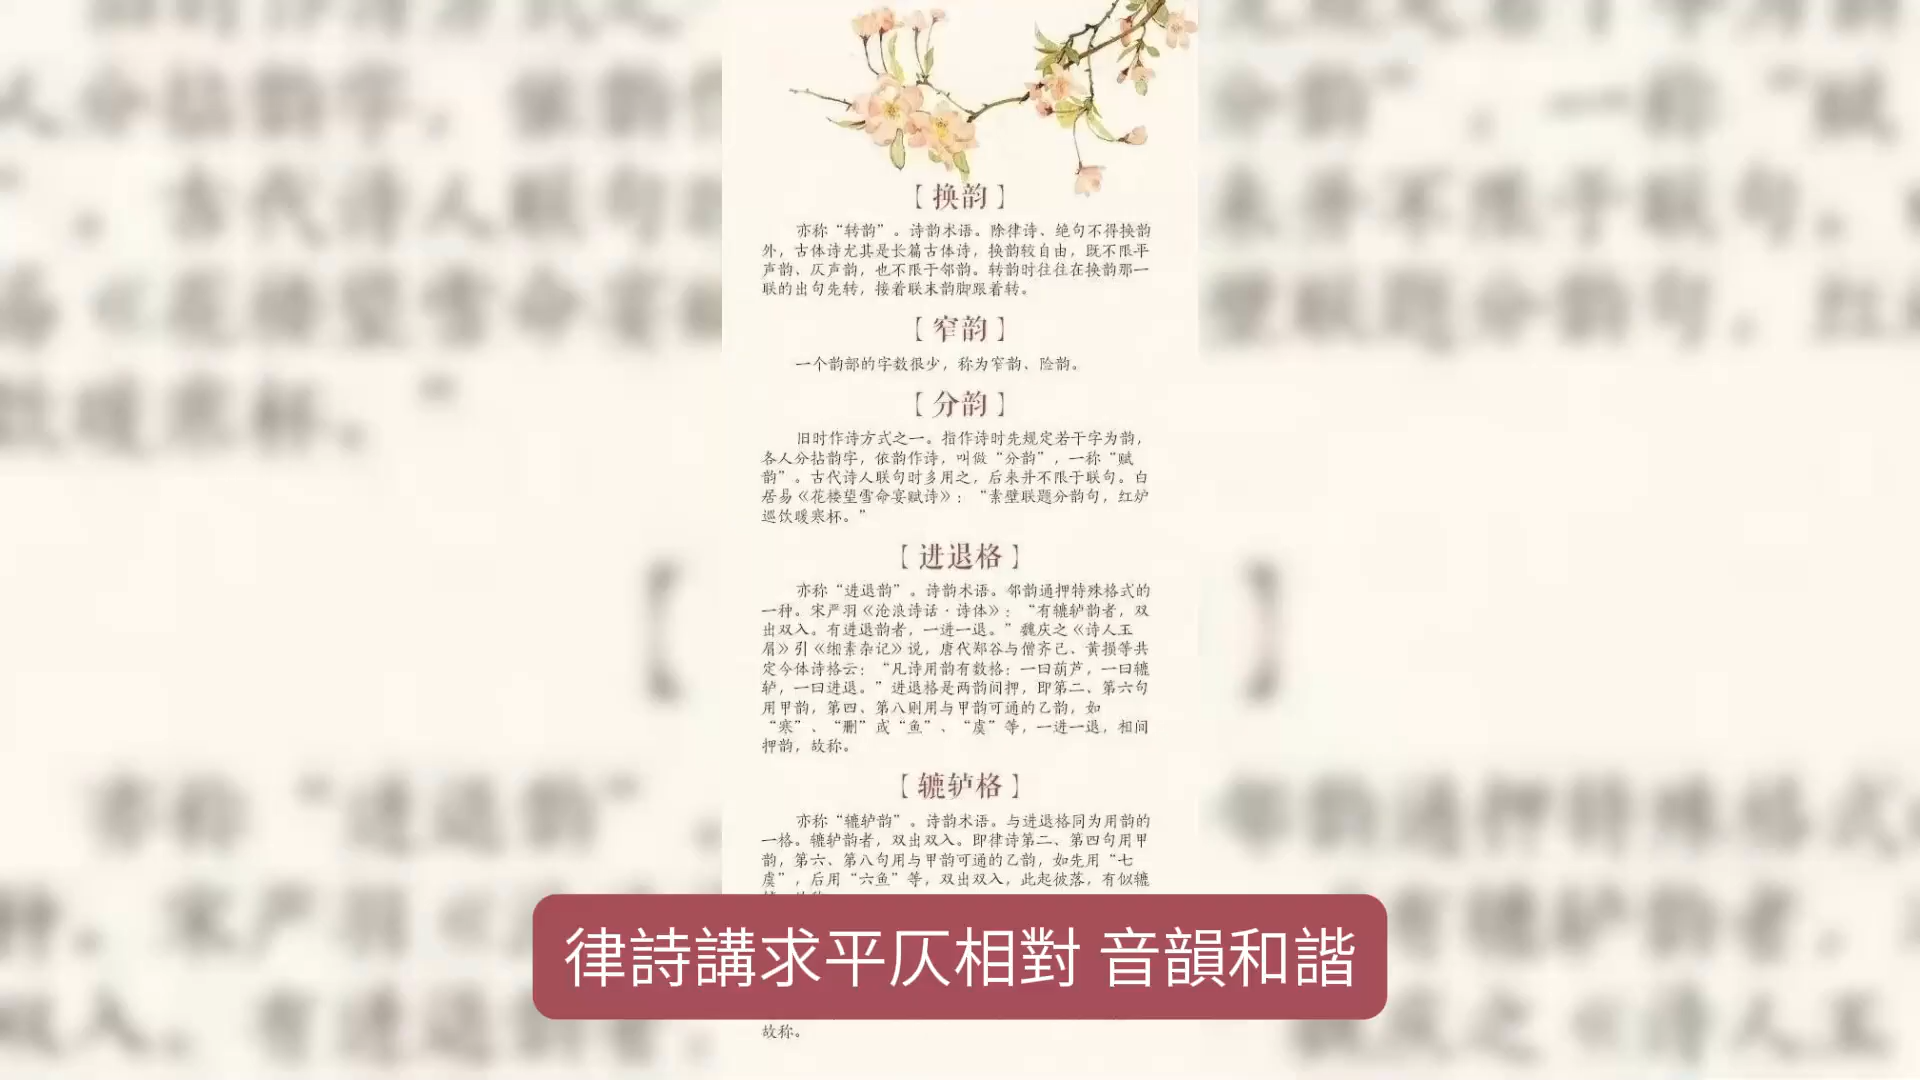 【换韵】
亦称“转韵”。诗韵术语。除律诗、绝句不得换韵
外，古体诗尤其是长篇古体诗，换韵较自由，既不限平
声韵、仄声韵，也不限于邻韵。转韵时往往在换韵那一
联的出句先转，接着联末韵脚跟着转。
【窄韵】
一个韵部的字数很少，称为窄韵、险韵。
【分韵】
旧时作诗方式之一。指作诗时先规定若干字为韵，
各人分拈韵字，依韵作诗，叫做“分韵”，一称“赋
韵”。古代诗人联句时多用之，后来并不限于联句。白
居易《花楼望雪命宴赋诗》：“素壁联题分韵句，红炉
巡饮暖寒杯。”
【进退格】
亦称“进退韵”。诗韵术语。邻韵通押特殊格式的
一种。宋严羽《沧浪诗话·诗体》：“有辘轳韵者，双
出双入。有进退韵者，一进一退。”魏庆之《诗人玉
屑》引《缃素杂记》说，唐代郑谷与僧齐己、黄损等共
定今体诗格云：“凡诗用韵有数格：一曰葫芦，一曰辘
轳，一曰进退。”进退格是两韵间押，即第二、第六句
用甲韵，第四、第八则用与甲韵可通的乙韵，如
“寒”、“删”或“鱼”、“虞”等，一进一退，相间
押韵，故称。
【辘轳格】
亦称“辘轳韵”。诗韵术语。与进退格同为用韵的
一格。辘轳韵者，双出双入。即律诗第二、第四句用甲
韵，第六、第八句用与甲韵可通的乙韵，如先用“七
虞”，后用“六鱼”等，双出双入，此起彼落，有似辘
律詩講求平仄相對 音韻和諧
故称。